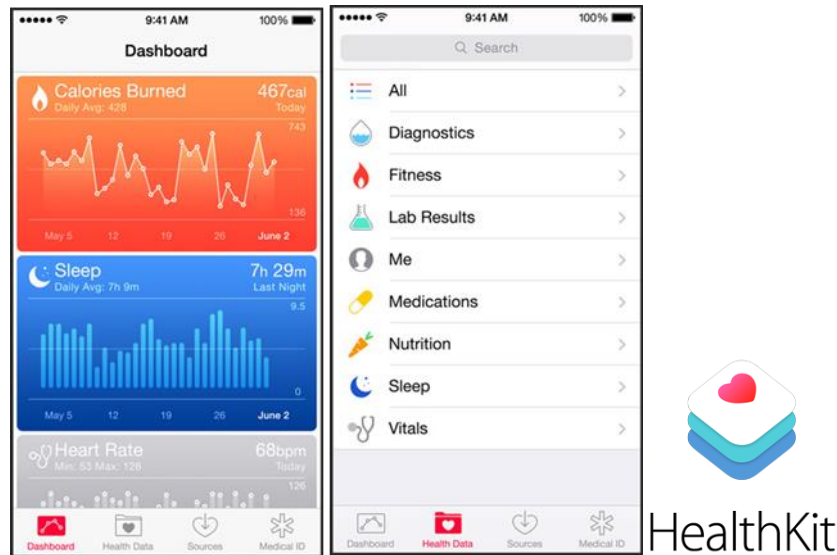 9:41 AM 100%
Dashboard
Calories Burned 467cal
Daily Avg: 428 Today
743
136
May 5 12 19 26 June 2
Sleep 7h 29m
Daily Avg: 7h 9m Last Night
9.5
0
May 5 12 19 26 June 2
Heart Rate 68bpm
Min: 53 Max: 126 Today
126
Dashboard Health Data Sources Medical ID
9:41 AM 100%
Search
All
Diagnostics
Fitness
Lab Results
Me
Medications
Nutrition
Sleep
Vitals
Dashboard Health Data Sources Medical ID
HealthKit